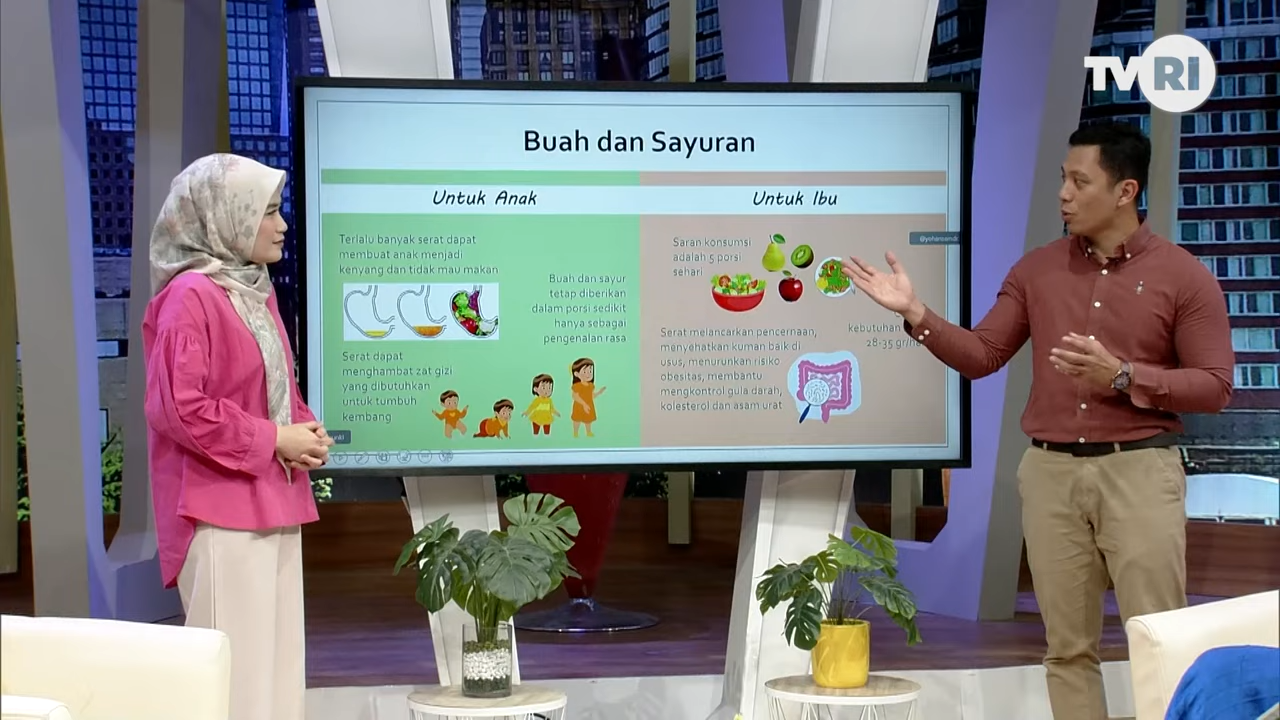 TVRI
Buah dan Sayuran
Untuk Anak
Terlalu banyak serat dapat
membuat anak menjadi
kenyang dan tidak mau makan
Buah dan sayur
tetap diberikan
dalam porsi sedikit
hanya sebagai
pengenalan rasa
Serat dapat
menghambat zat gizi
yang dibutuhkan
untuk tumbuh
kembang
Untuk Ibu
Saran konsumsi
adalah 5 porsi
sehari
Serat melancarkan pencernaan,
menyehatkan kuman baik di
usus, menurunkan risiko
obesitas, membantu
mengkontrol gula darah,
kolesterol dan asam urat
kebutuhan
28-35